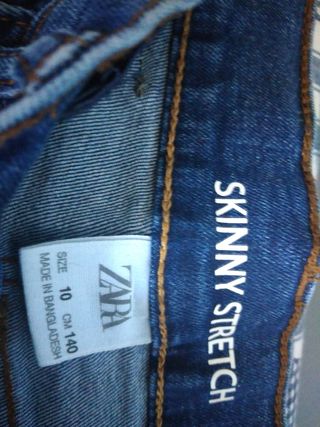 SKINNY STRETCH
ZARA
SIZE 10 CM 140
MADE IN BANGLADESH